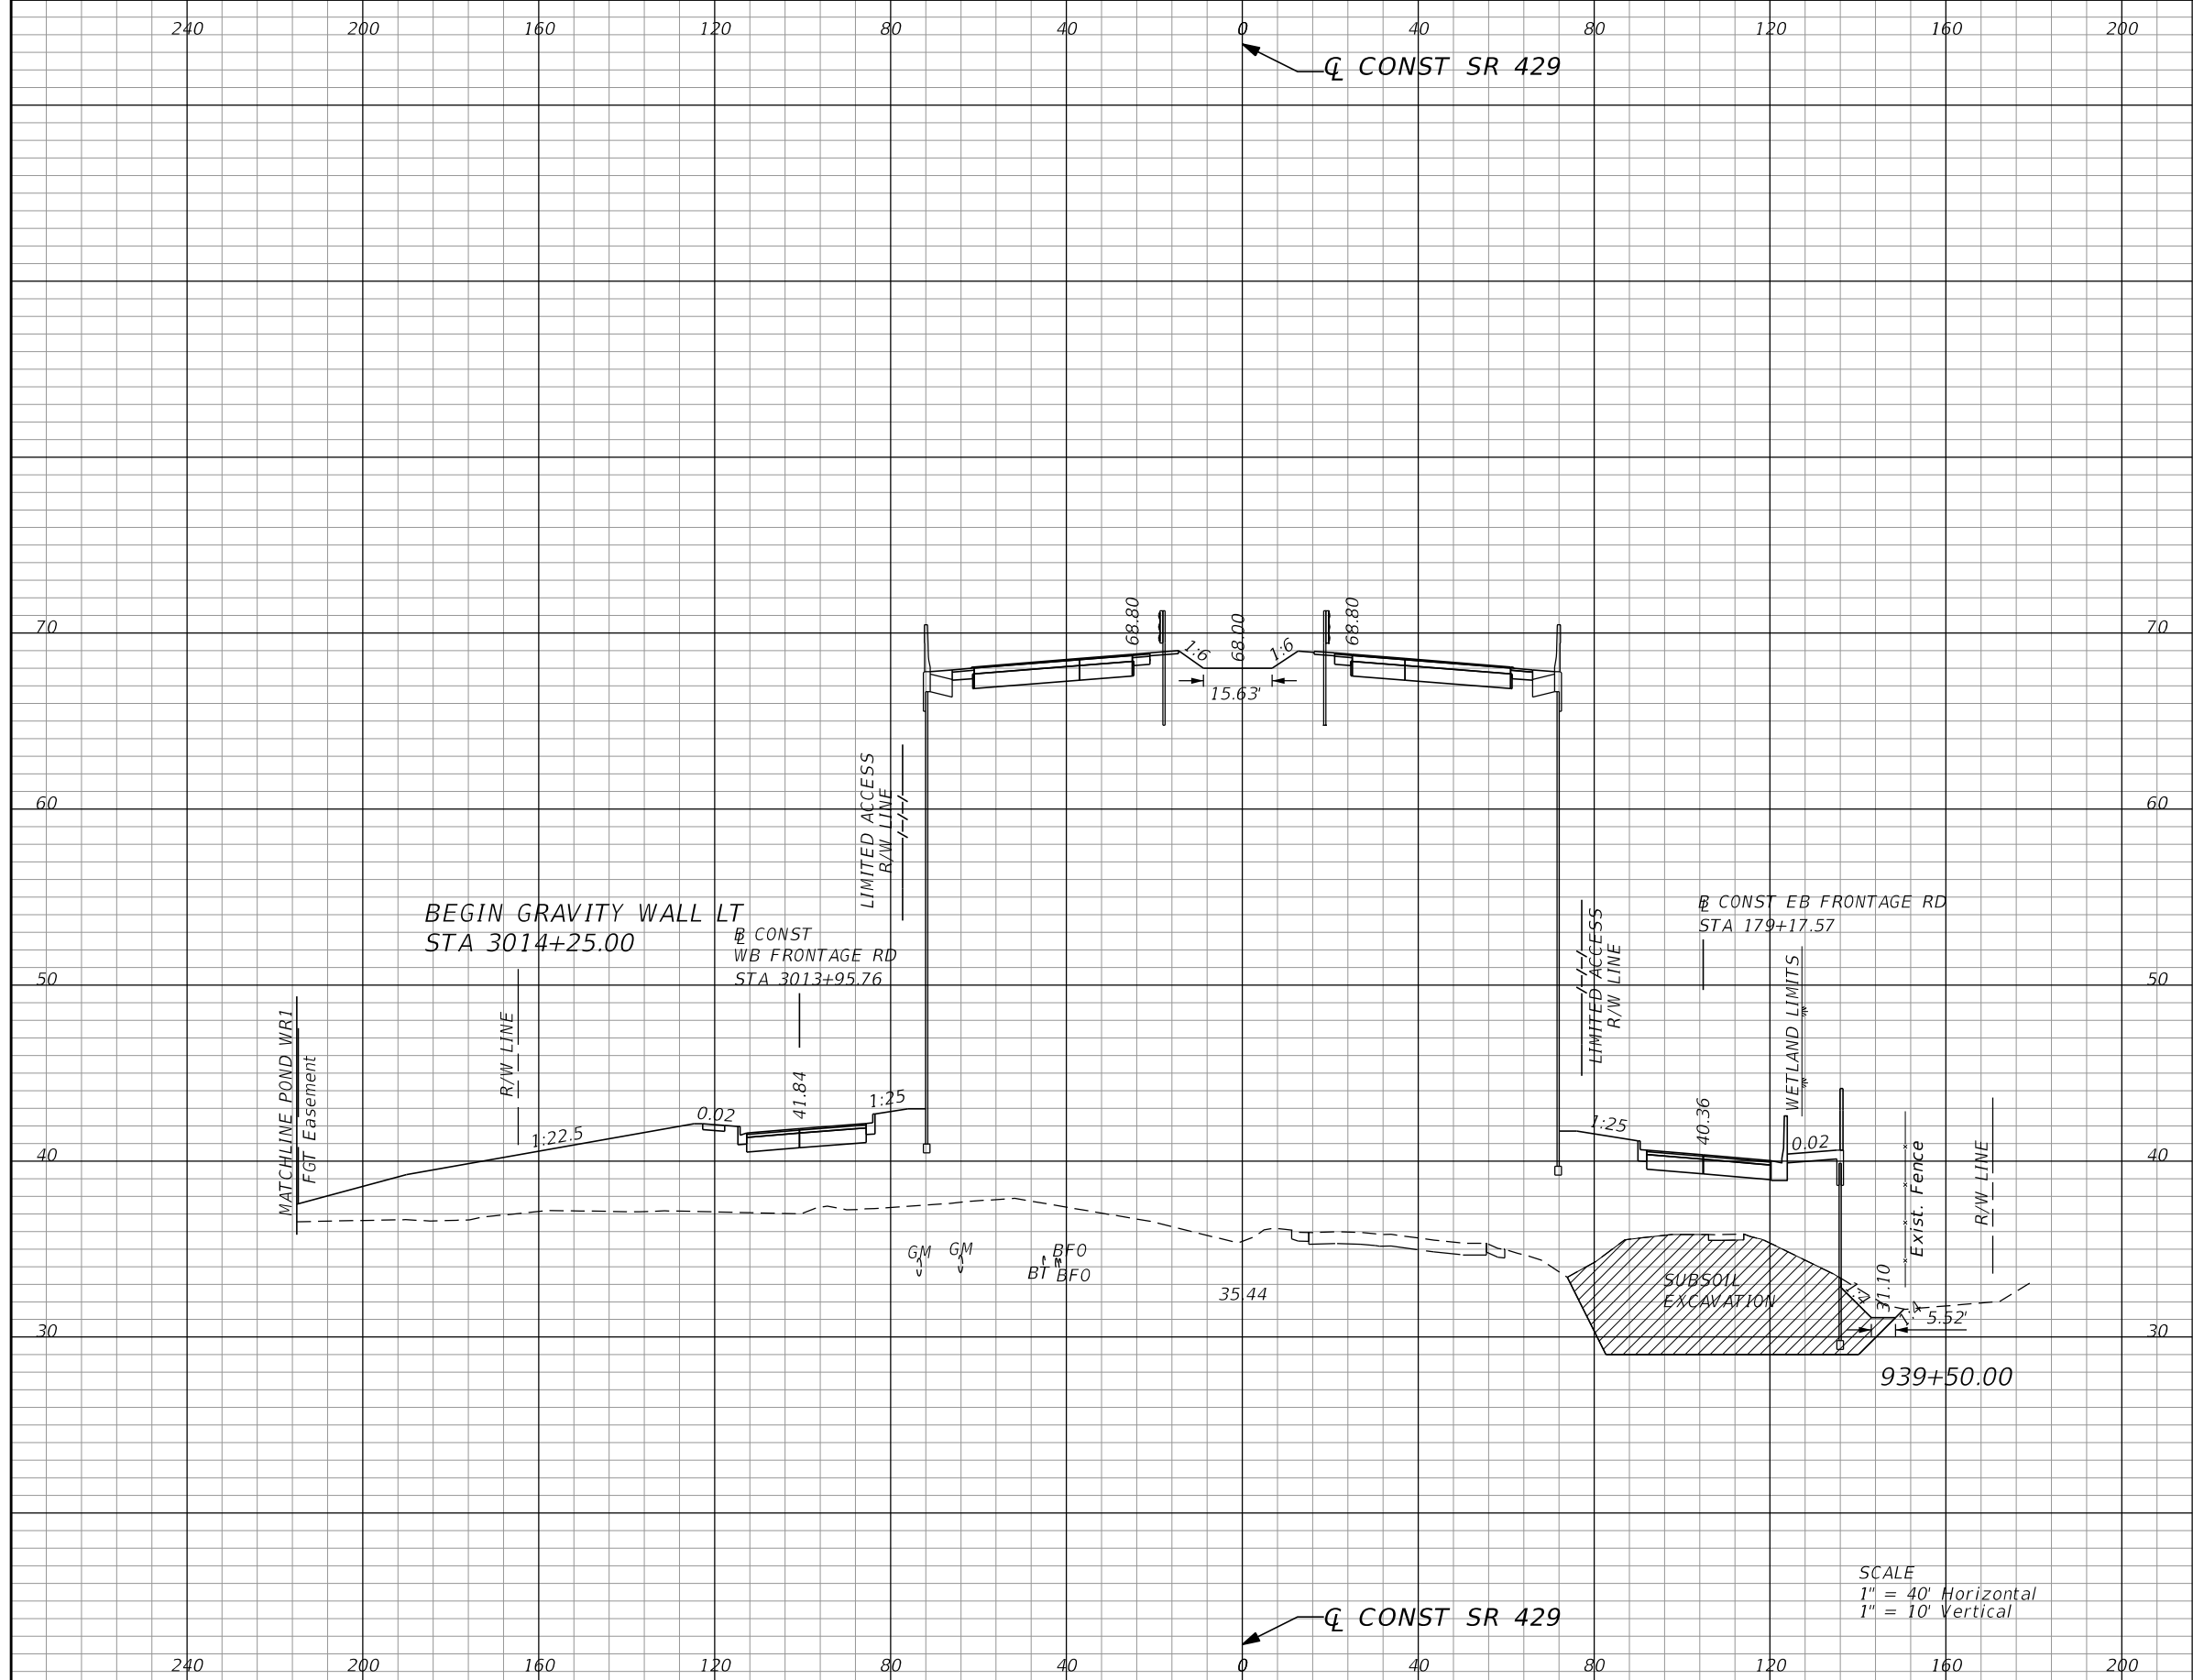 240 200 160 120 80 40 0 40 80 120 160 200
℄ CONST SR 429
70 70
68.80
1:6
68.00
1:6
68.80
15.63'
60 60
LIMITED ACCESS
R/W LINE
BEGIN GRAVITY WALL LT
STA 3014+25.00
℄ CONST
WB FRONTAGE RD
STA 3013+95.76
℄ CONST EB FRONTAGE RD
STA 179+17.57
LIMITED ACCESS
R/W LINE
WETLAND LIMITS
50 50
MATCHLINE POND WR1
FGT Easement
R/W LINE
1:22.5
0.02
41.84
1:25
1:25
40.36
0.02
Exist. Fence
R/W LINE
40 40
GM
GM
BT
BFO
BFO
35.44
SUBSOIL
EXCAVATION
31.10
5.52'
30 30
939+50.00
SCALE
1" = 40' Horizontal
1" = 10' Vertical
℄ CONST SR 429
240 200 160 120 80 40 0 40 80 120 160 200